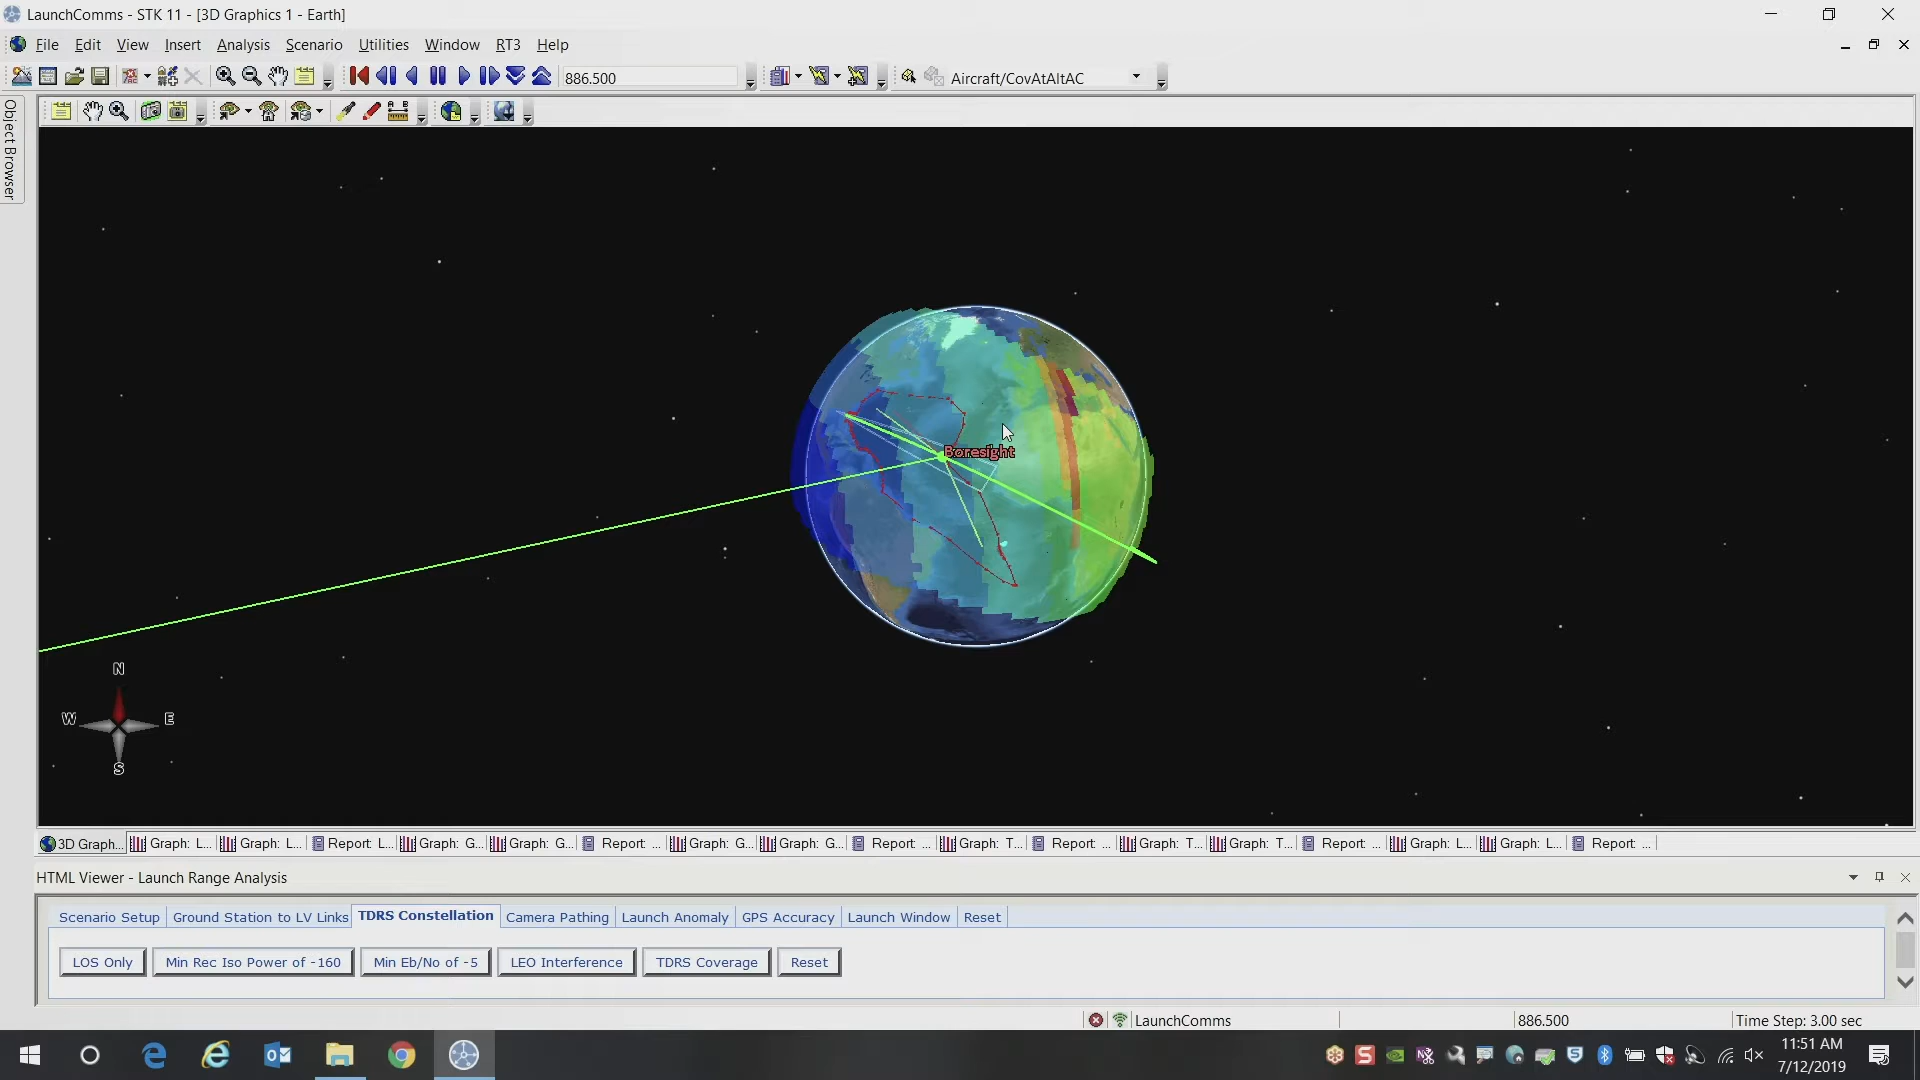 LaunchComms - STK 11 - [3D Graphics 1 - Earth]
File Edit View Insert Analysis Scenario Utilities Window RT3 Help
886.500 Aircraft/CovAtAltAC
Object Browser
Boresight
N
W E
S
3D Graph... Graph: L... Graph: L... Report: L... Graph: G... Graph: G... Report: ... Graph: G... Graph: G... Report: ... Graph: T... Report: ... Graph: T... Graph: T... Report: ... Graph: L... Graph: L... Report: ...
HTML Viewer - Launch Range Analysis
Scenario Setup Ground Station to LV Links TDRS Constellation Camera Pathing Launch Anomaly GPS Accuracy Launch Window Reset
LOS Only Min Rec Iso Power of -160 Min Eb/No of -5 LEO Interference TDRS Coverage Reset
LaunchComms 886.500 Time Step: 3.00 sec
11:51 AM
7/12/2019